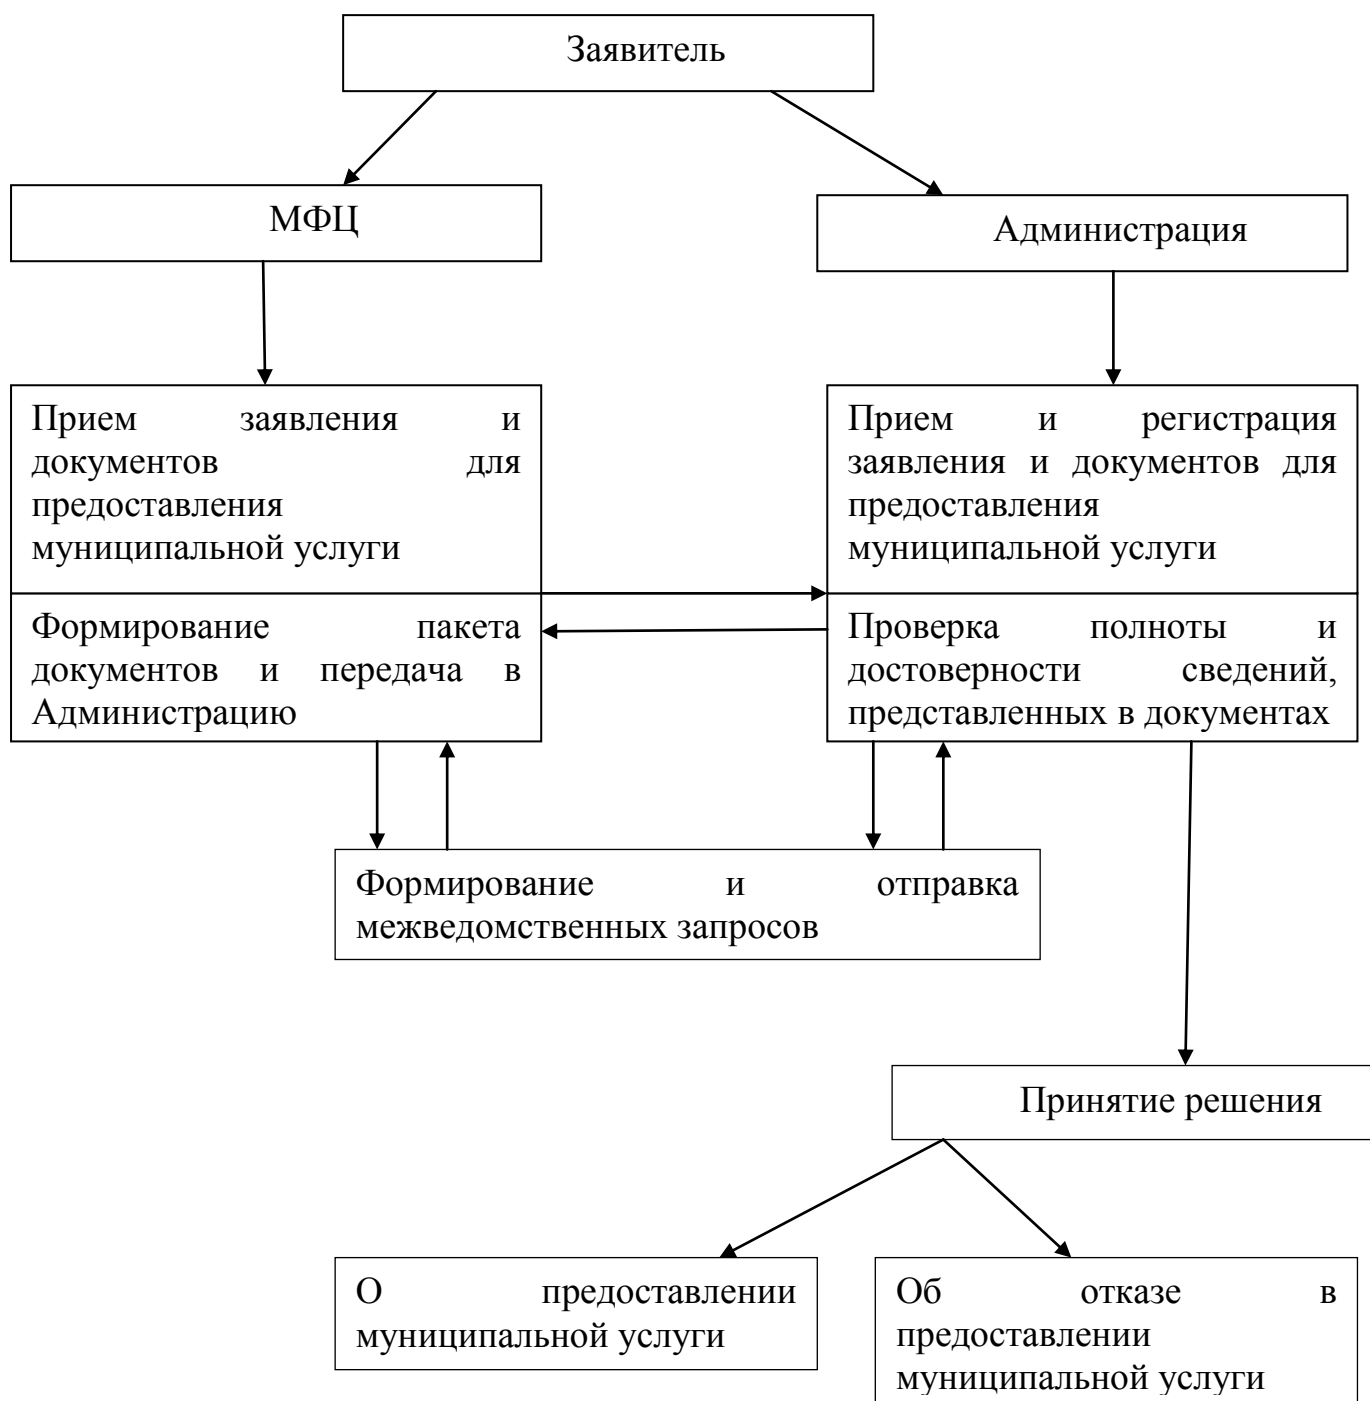 Заявитель
МФЦ
Администрация
Прием заявления и
документов для
предоставления
муниципальной услуги
Прием и регистрация
заявления и документов для
предоставления
муниципальной услуги
Формирование пакета
документов и передача в
Администрацию
Проверка полноты и
достоверности сведений,
представленных в документах
Формирование и отправка
межведомственных запросов
Принятие решения
О предоставлении
муниципальной услуги
Об отказе в
предоставлении
муниципальной услуги